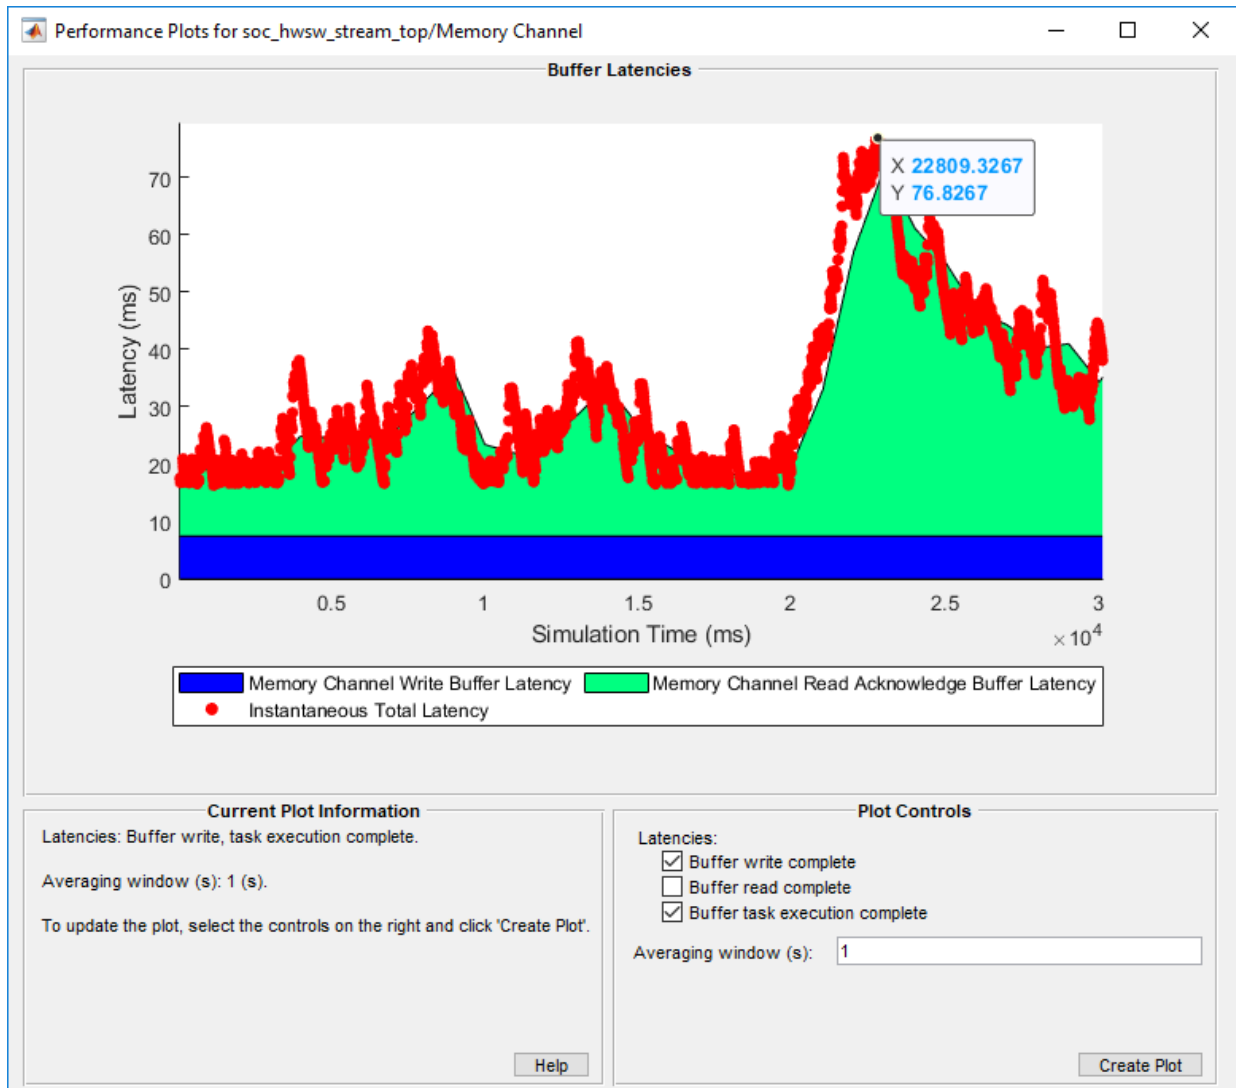 Performance Plots for soc_hwsw_stream_top/Memory Channel
Buffer Latencies
X 22809.3267
Y 76.8267
70
60
50
40
30
20
10
0
Latency (ms)
0.5 1 1.5 2 2.5 3
Simulation Time (ms)
×10⁴
Memory Channel Write Buffer Latency Memory Channel Read Acknowledge Buffer Latency
Instantaneous Total Latency
Current Plot Information
Latencies: Buffer write, task execution complete.
Averaging window (s): 1 (s).
To update the plot, select the controls on the right and click 'Create Plot'.
Help
Plot Controls
Latencies:
Buffer write complete
Buffer read complete
Buffer task execution complete
Averaging window (s): 1
Create Plot